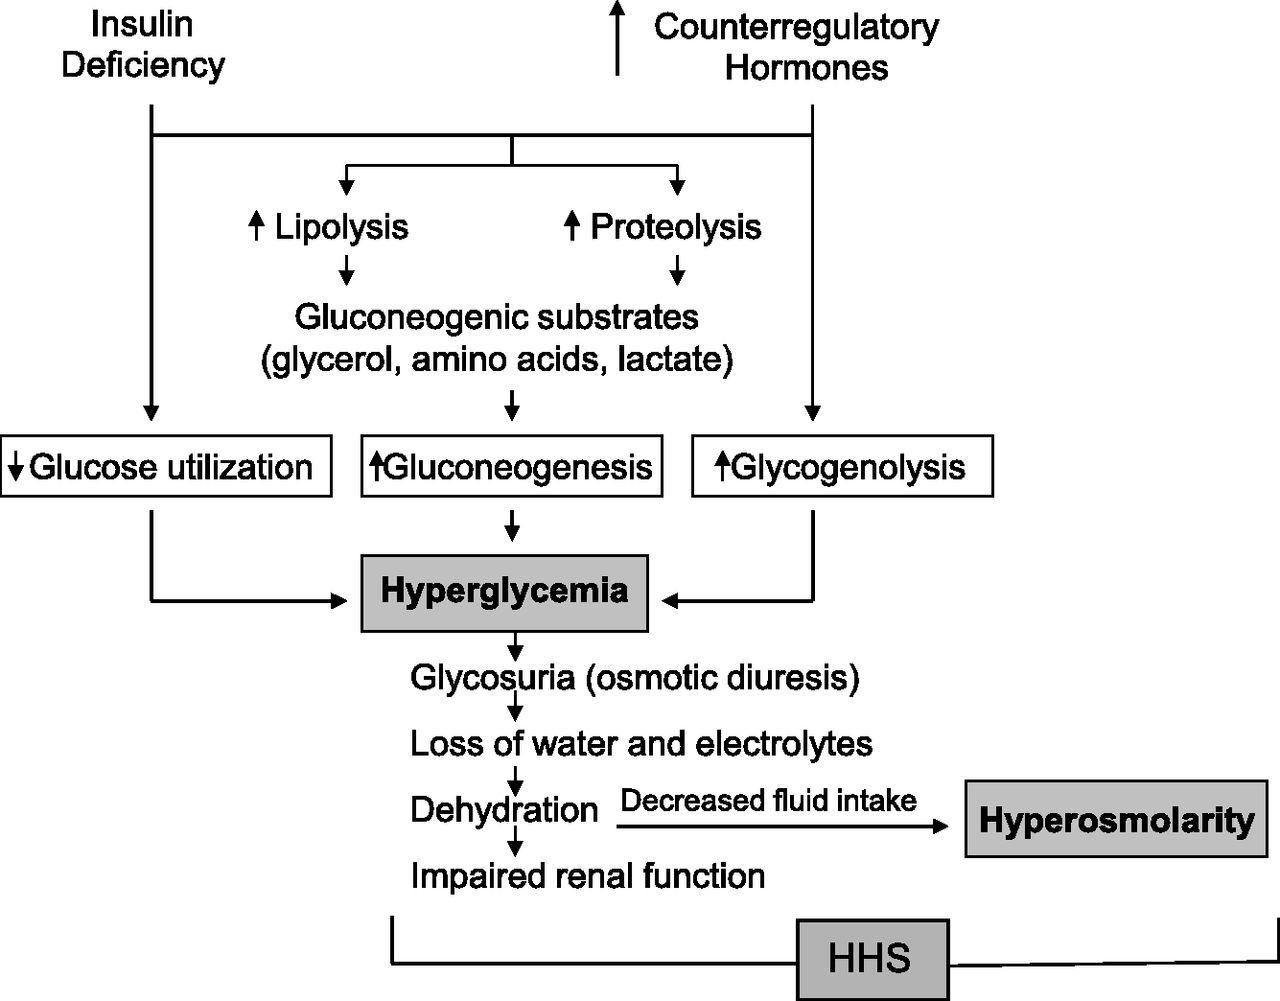 Insulin
Deficiency
Counterregulatory
Hormones
Lipolysis
Proteolysis
Gluconeogenic substrates
(glycerol, amino acids, lactate)
Glucose utilization
Gluconeogenesis
Glycogenolysis
Hyperglycemia
Glycosuria (osmotic diuresis)
Loss of water and electrolytes
Dehydration
Decreased fluid intake
Hyperosmolarity
Impaired renal function
HHS